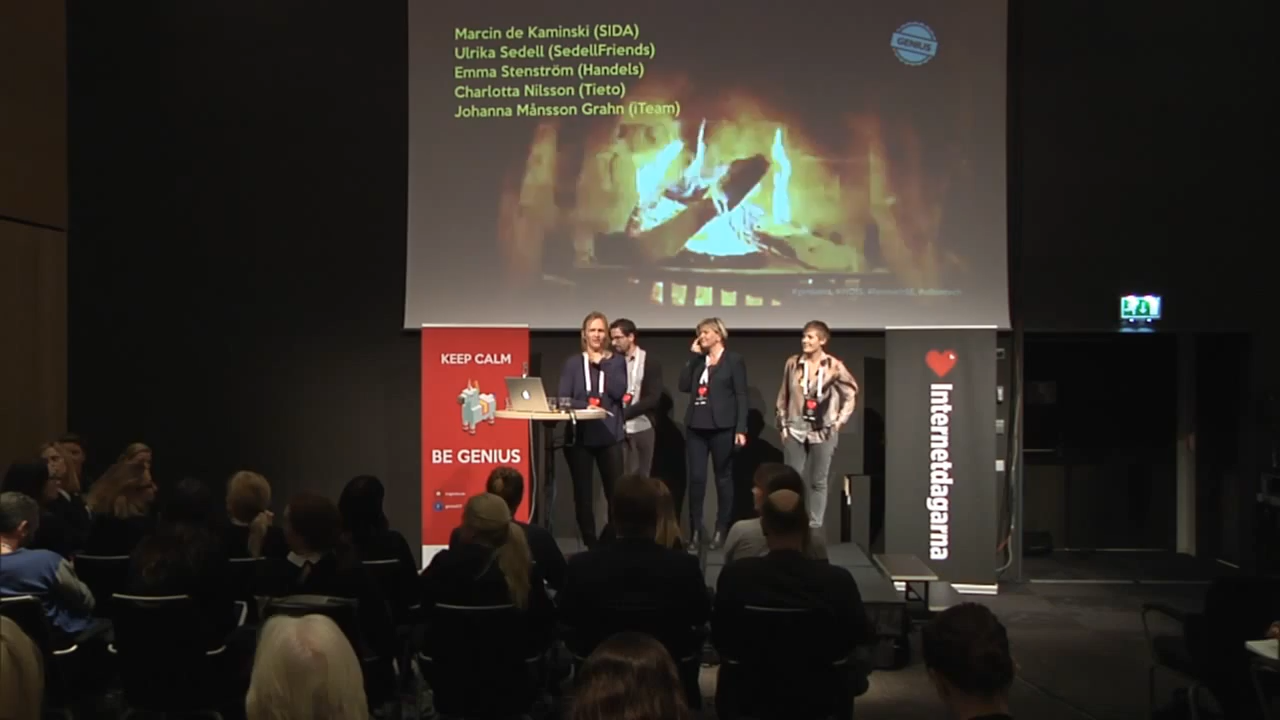 Marcin de Kaminski (SIDA)
Ulrika Sedell (SedellFriends)
Emma Stenström (Handels)
Charlotta Nilsson (Tieto)
Johanna Månsson Grahn (iTeam)
GENIUS
KEEP CALM
BE GENIUS
Internetdagarna